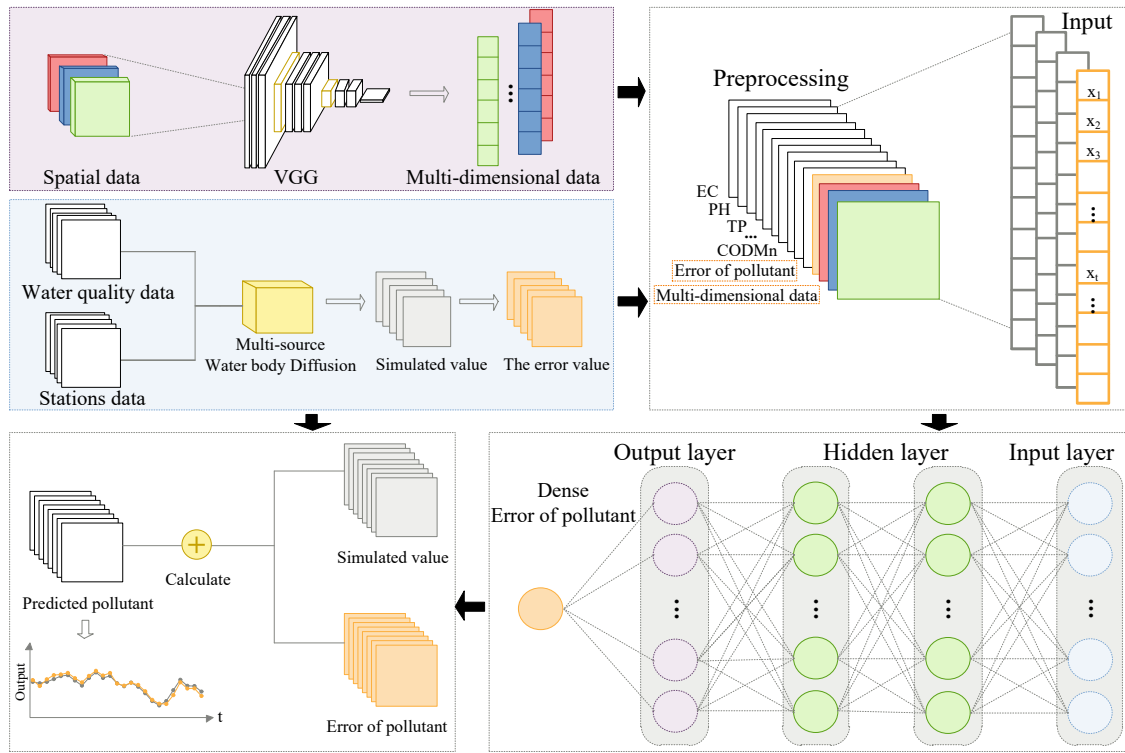 Spatial data
VGG
Multi-dimensional data
Water quality data
Stations data
Multi-source
Water body Diffusion
Simulated value
The error value
Preprocessing
EC
PH
TP
...
CODMn
Error of pollutant
Multi-dimensional data
Input
x1
x2
x3
...
xt
...
Predicted pollutant
Calculate
Simulated value
Error of pollutant
Output
t
Output layer
Hidden layer
Input layer
Dense
Error of pollutant